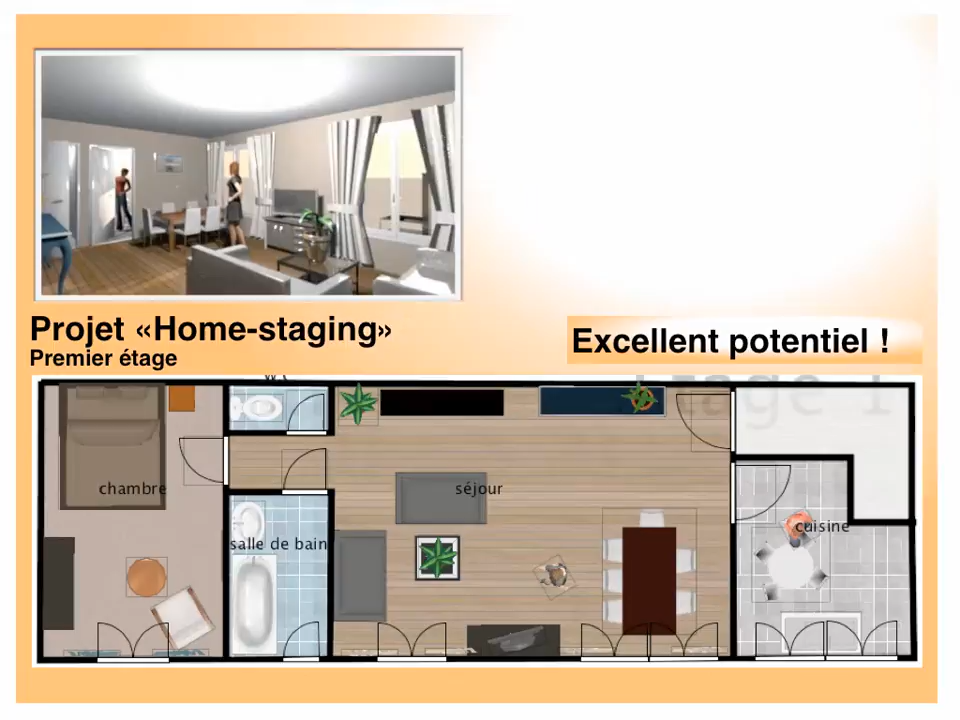 Projet «Home-staging»
Premier étage
Excellent potentiel !
chambre
séjour
salle de bain
cuisine